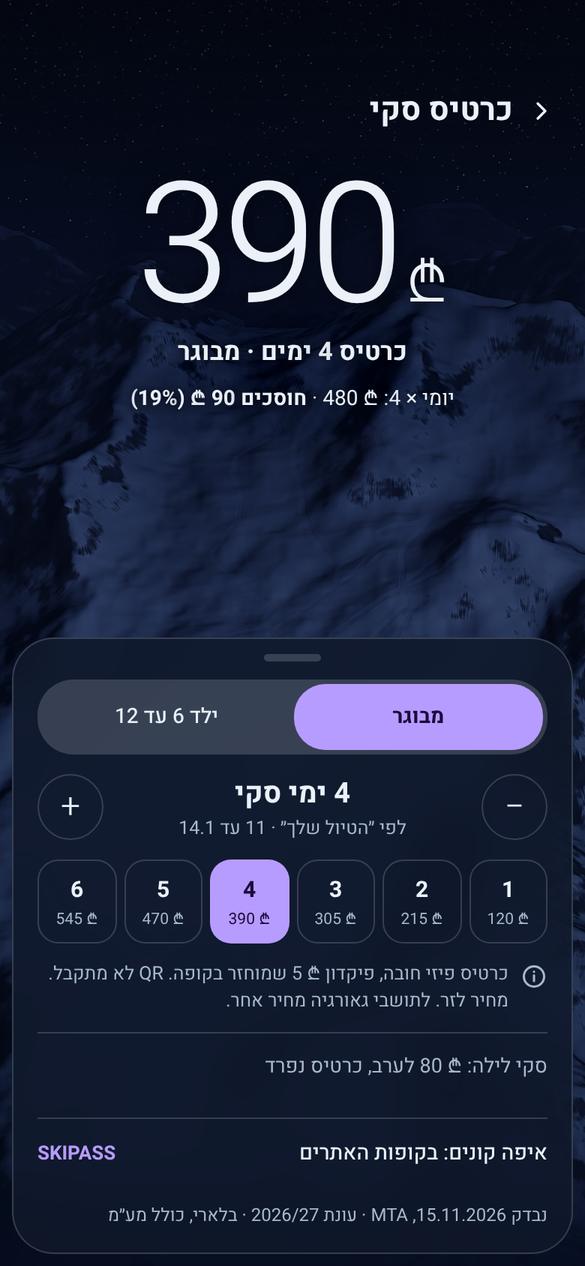 כרטיס סקי
390 ₾
כרטיס 4 ימים · מבוגר
יומי × 4: ₾ 480 · חוסכים 90 ₾ (19%)
מבוגר
ילד 6 עד 12
−
4 ימי סקי
+
לפי "הטיול שלך" · 11 עד 14.1
1
₾ 120
2
₾ 215
3
₾ 305
4
₾ 390
5
₾ 470
6
₾ 545
כרטיס פיזי חובה, פיקדון ₾ 5 שמוחזר בקופה. QR לא מתקבל.
מחיר לזר. לתושבי גאורגיה מחיר אחר.
סקי לילה: ₾ 80 לערב, כרטיס נפרד
איפה קונים: בקופות האתרים
SKIPASS
נבדק 15.11.2026, MTA · עונת 2026/27 · בלארי, כולל מע"מ